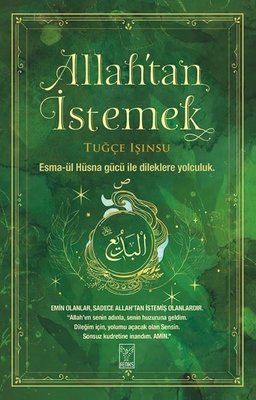 Allah'tan
İstemek
TUĞÇE IŞINSU
Esma-ül Hüsna gücü ile dileklere yolculuk.
ص
البديع
EMİN OLANLAR, SADECE ALLAH'TAN İSTEMİŞ OLANLARDIR.
"Allah'ım senin adınla, senin huzuruna geldim.
Dileğim için, yolumu açacak olan Sensin.
Sonsuz kudretine inandım. AMİN."